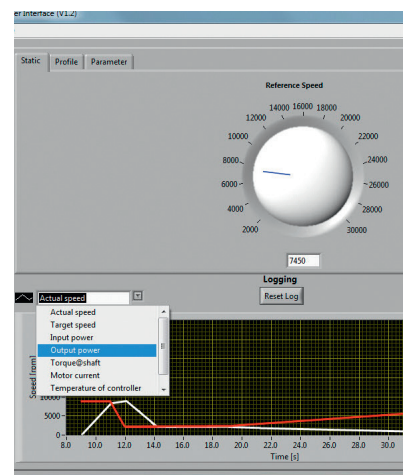 er Interface (V1.2)
Static Profile Parameter
Reference Speed
14000 16000 18000
12000 20000
10000 22000
8000 24000
6000 26000
4000 28000
2000 30000
7450
Logging
Actual speed Reset Log
Actual speed
Target speed
Input power
Output power
Torque@shaft
Motor current
Temperature of controller
Speed [rpm]
10000
5000
0
8.0 10.0 12.0 14.0 16.0 18.0 20.0 22.0 24.0 26.0 28.0 30.0
Time [s]